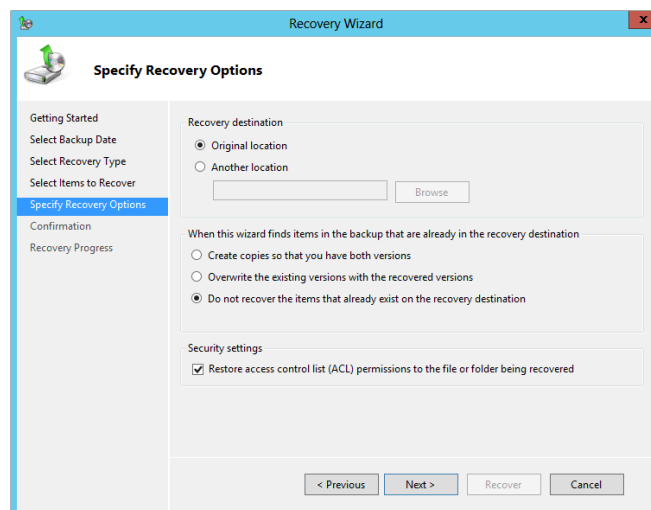 Recovery Wizard
x
Specify Recovery Options
Getting Started
Select Backup Date
Select Recovery Type
Select Items to Recover
Specify Recovery Options
Confirmation
Recovery Progress
Recovery destination
Original location
Another location
Browse
When this wizard finds items in the backup that are already in the recovery destination
Create copies so that you have both versions
Overwrite the existing versions with the recovered versions
Do not recover the items that already exist on the recovery destination
Security settings
Restore access control list (ACL) permissions to the file or folder being recovered
< Previous Next > Recover Cancel